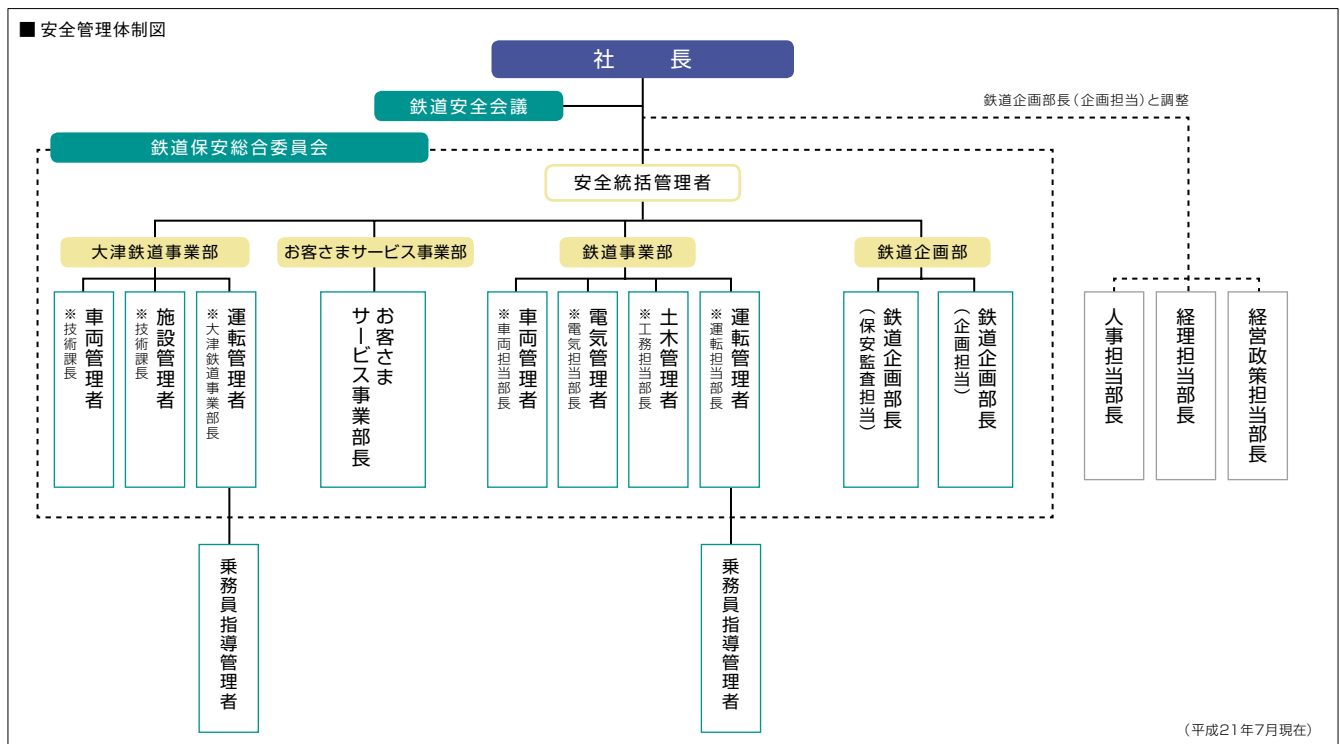 ■ 安全管理体制図
社　長
鉄道安全会議
鉄道企画部長(企画担当)と調整
鉄道保安総合委員会
安全統括管理者
大津鉄道事業部
お客さまサービス事業部
鉄道事業部
鉄道企画部
車両管理者
※技術課長
施設管理者
※技術課長
運転管理者
※大津鉄道事業部長
お客さま
サービス事業部長
車両管理者
※車両担当部長
電気管理者
※電気担当部長
土木管理者
※工務担当部長
運転管理者
※運転担当部長
鉄道企画部長
(保安監査担当)
鉄道企画部長
(企画担当)
人事担当部長
経理担当部長
経営政策担当部長
乗務員指導管理者
乗務員指導管理者
(平成21年7月現在)